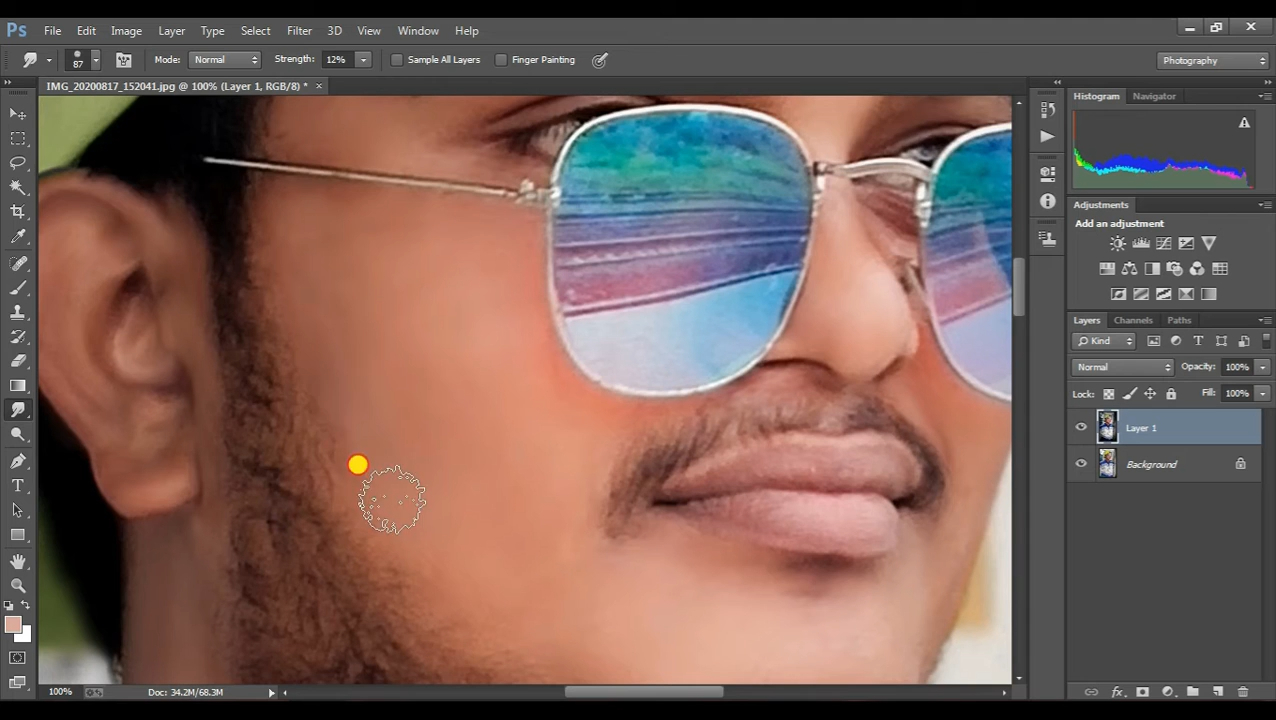 Ps File Edit Image Layer Type Select Filter 3D View Window Help
87 Mode: Normal Strength: 12% Sample All Layers Finger Painting Photography
IMG_20200817_152041.jpg @ 100% (Layer 1, RGB/8) * ×
Histogram Navigator
Adjustments
Add an adjustment
Layers Channels Paths
Kind
Normal Opacity: 100%
Lock: Fill: 100%
Layer 1
Background
T
100% Doc: 34.2M/68.3M
fx